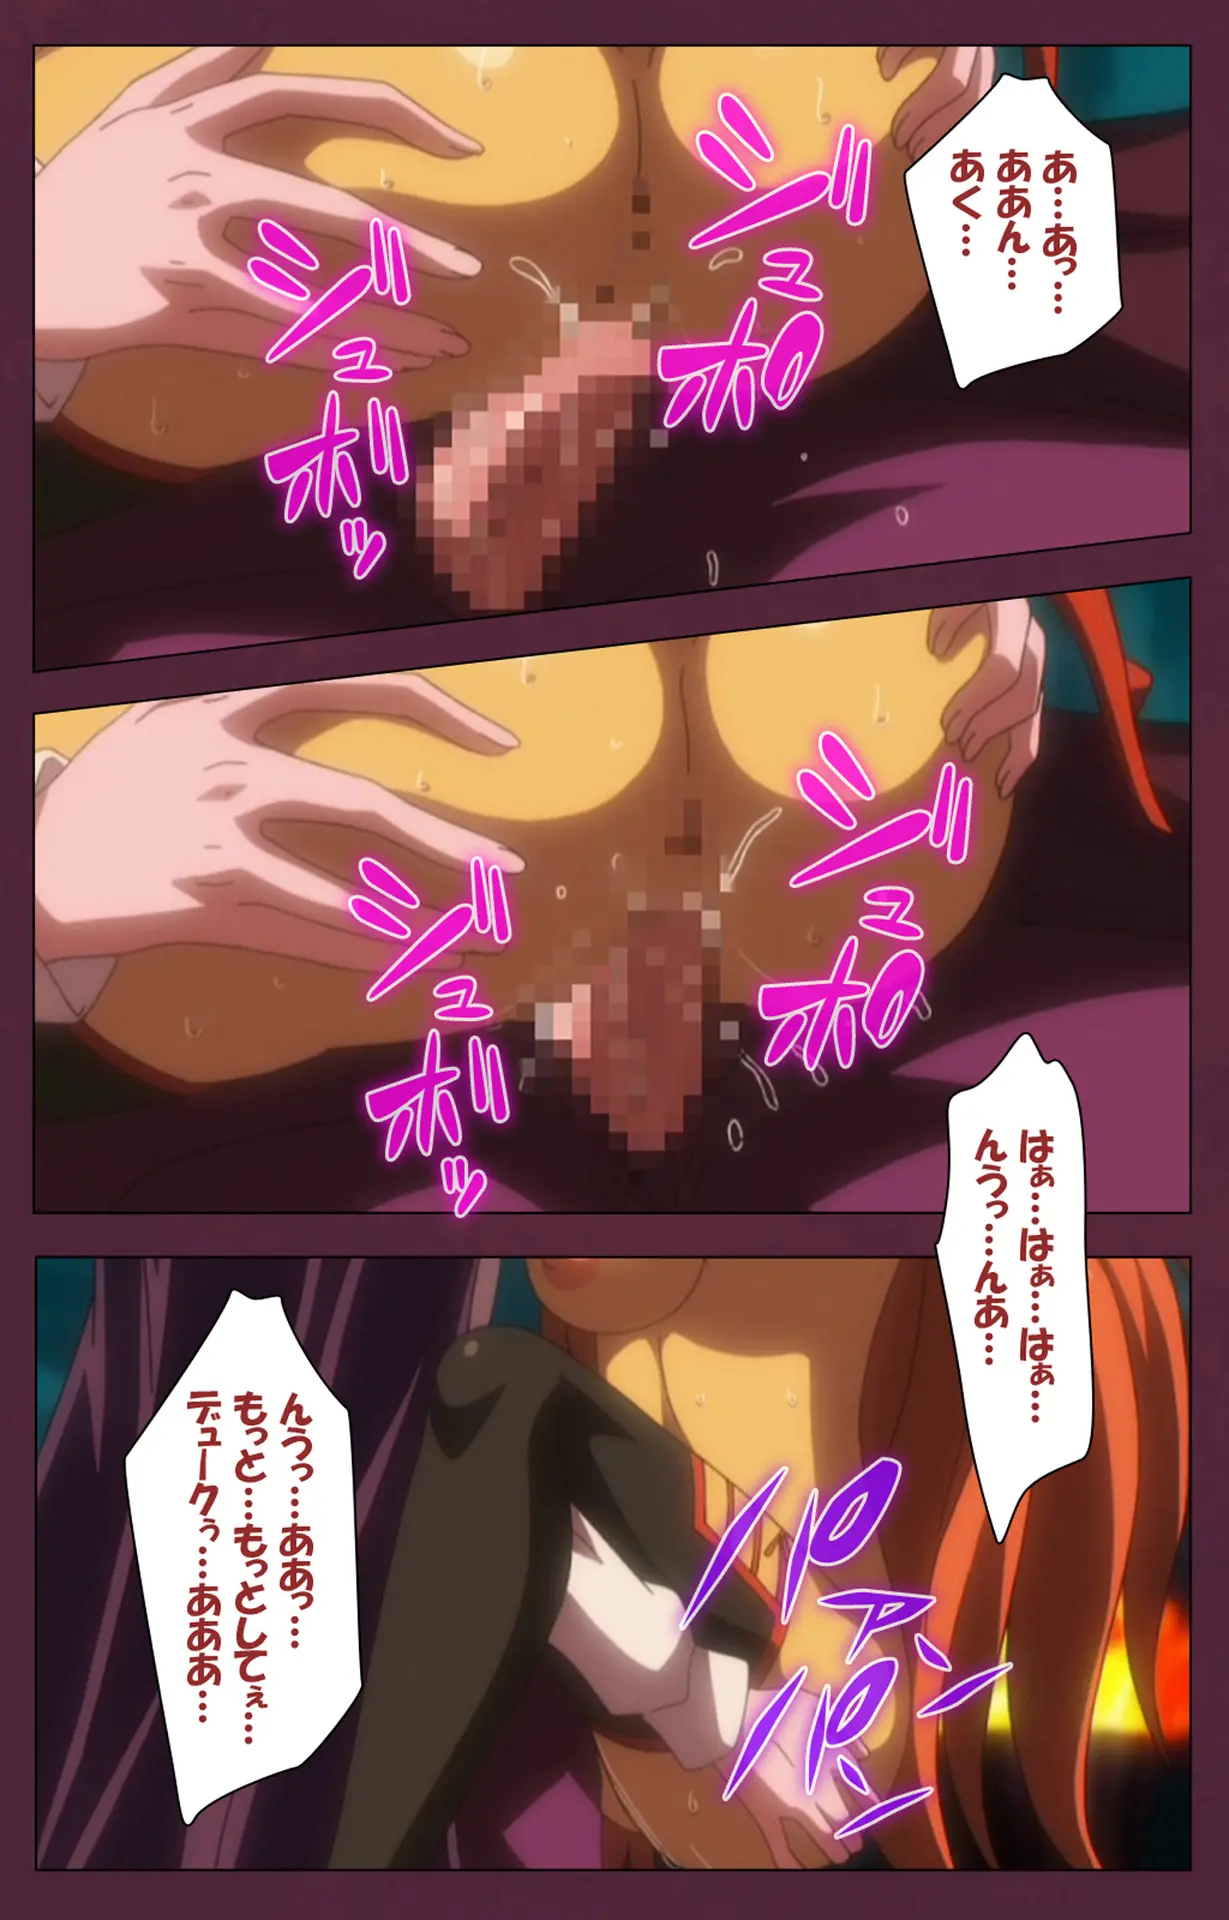 あ…あっ…
ああん…
あく…
ジュポ
ジュボッ
ジュポ
ジュボッ
はぁ…はぁ…はぁ…
んうっ…んあ…
パン
パン
んうっ…ああっ…
もっと…もっとしてぇ…
デュークぅ…あああ…